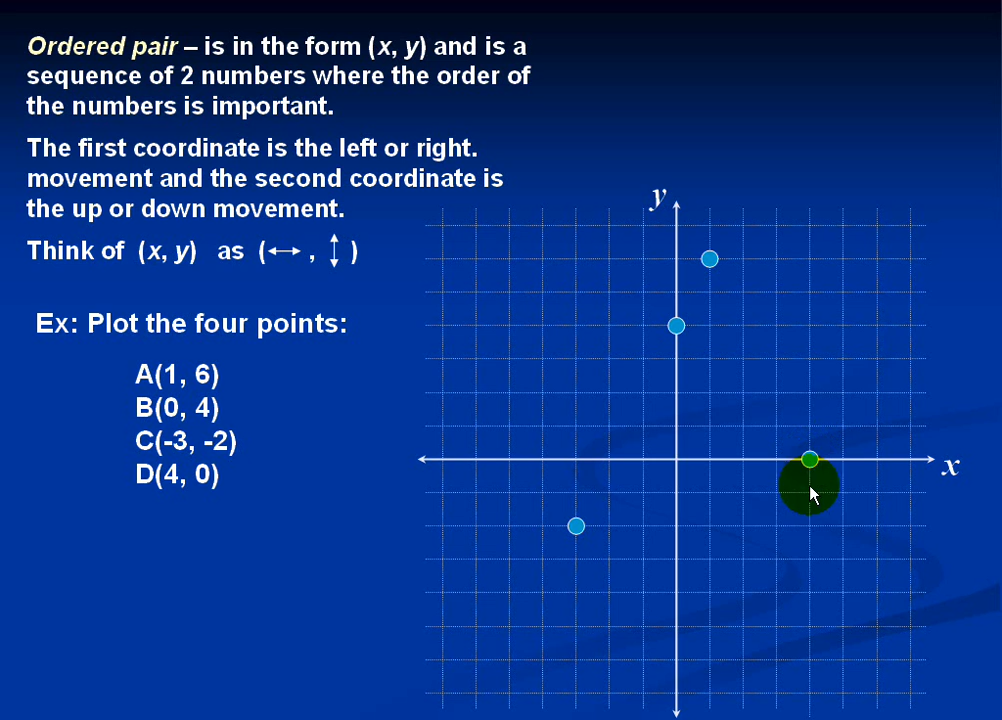 Ordered pair – is in the form (x, y) and is a
sequence of 2 numbers where the order of
the numbers is important.
The first coordinate is the left or right.
movement and the second coordinate is
the up or down movement.
Think of (x, y) as (↔ , ↕ )
Ex: Plot the four points:
A(1, 6)
B(0, 4)
C(-3, -2)
D(4, 0)
y
x